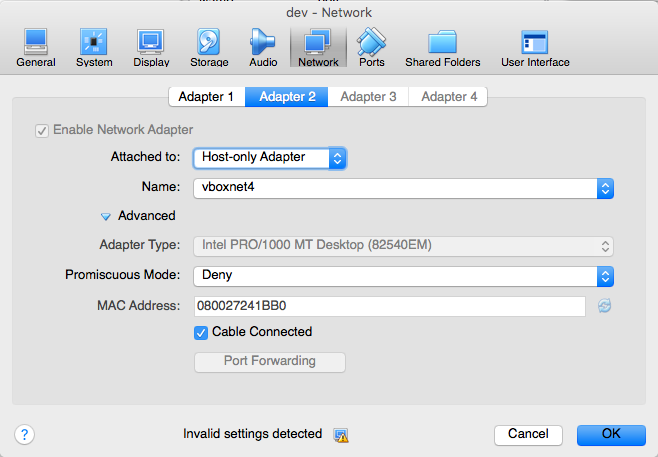 dev - Network
General System Display Storage Audio Network Ports Shared Folders User Interface
Adapter 1 Adapter 2 Adapter 3 Adapter 4
Enable Network Adapter
Attached to: Host-only Adapter
Name: vboxnet4
Advanced
Adapter Type: Intel PRO/1000 MT Desktop (82540EM)
Promiscuous Mode: Deny
MAC Address: 080027241BB0
Cable Connected
Port Forwarding
? Invalid settings detected Cancel OK